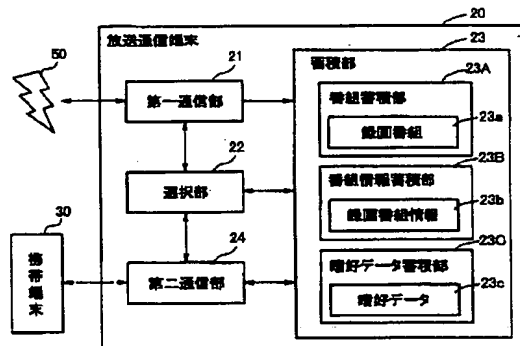 20
放送通信端末
23
蓄積部
50
21
第一通信部
23A
番組蓄積部
23a
録画番組
22
選択部
23B
番組情報蓄積部
23b
録画番組情報
30
携帯端末
24
第二通信部
23C
嗜好データ蓄積部
23c
嗜好データ